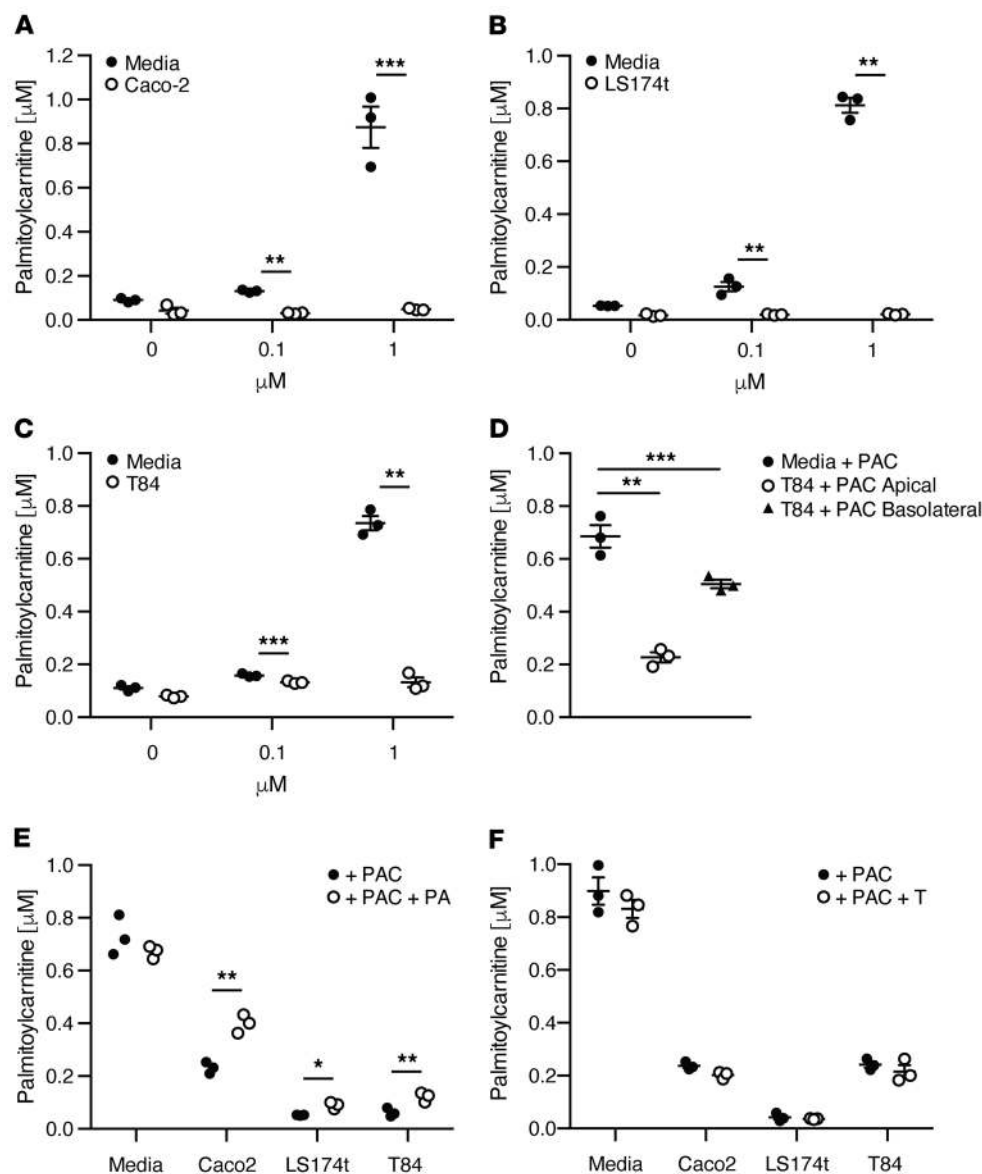 A
Palmitoylcarnitine [μM]
1.2
1.0
0.8
0.6
0.4
0.2
0.0
Media
Caco-2
**
***
0 0.1 1
μM
B
Palmitoylcarnitine [μM]
1.0
0.8
0.6
0.4
0.2
0.0
Media
LS174t
**
**
0 0.1 1
μM
C
Palmitoylcarnitine [μM]
1.0
0.8
0.6
0.4
0.2
0.0
Media
T84
***
**
0 0.1 1
μM
D
Palmitoylcarnitine [μM]
1.0
0.8
0.6
0.4
0.2
0.0
***
**
Media + PAC
T84 + PAC Apical
T84 + PAC Basolateral
E
Palmitoylcarnitine [μM]
1.0
0.8
0.6
0.4
0.2
0.0
+ PAC
+ PAC + PA
**
*
**
Media Caco2 LS174t T84
F
Palmitoylcarnitine [μM]
1.0
0.8
0.6
0.4
0.2
0.0
+ PAC
+ PAC + T
Media Caco2 LS174t T84